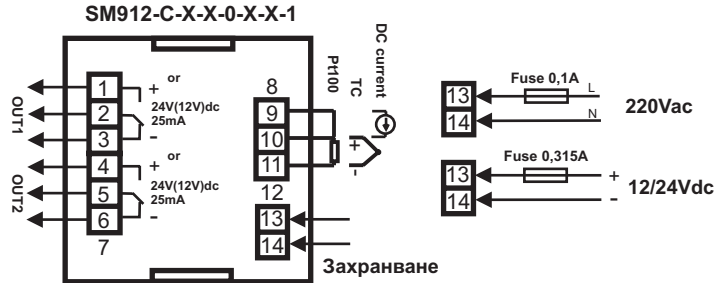 SM912-C-X-X-0-X-X-1
OUT1
OUT2
1
2
3
4
5
6
7
+ or
24V(12V)dc
25mA
-
+ or
24V(12V)dc
25mA
-
8
9
10
11
12
13
14
Pt100
TC
DC current
+
-
Захранване
13
14
Fuse 0,1A
L
N
220Vac
13
14
Fuse 0,315A
+
-
12/24Vdc